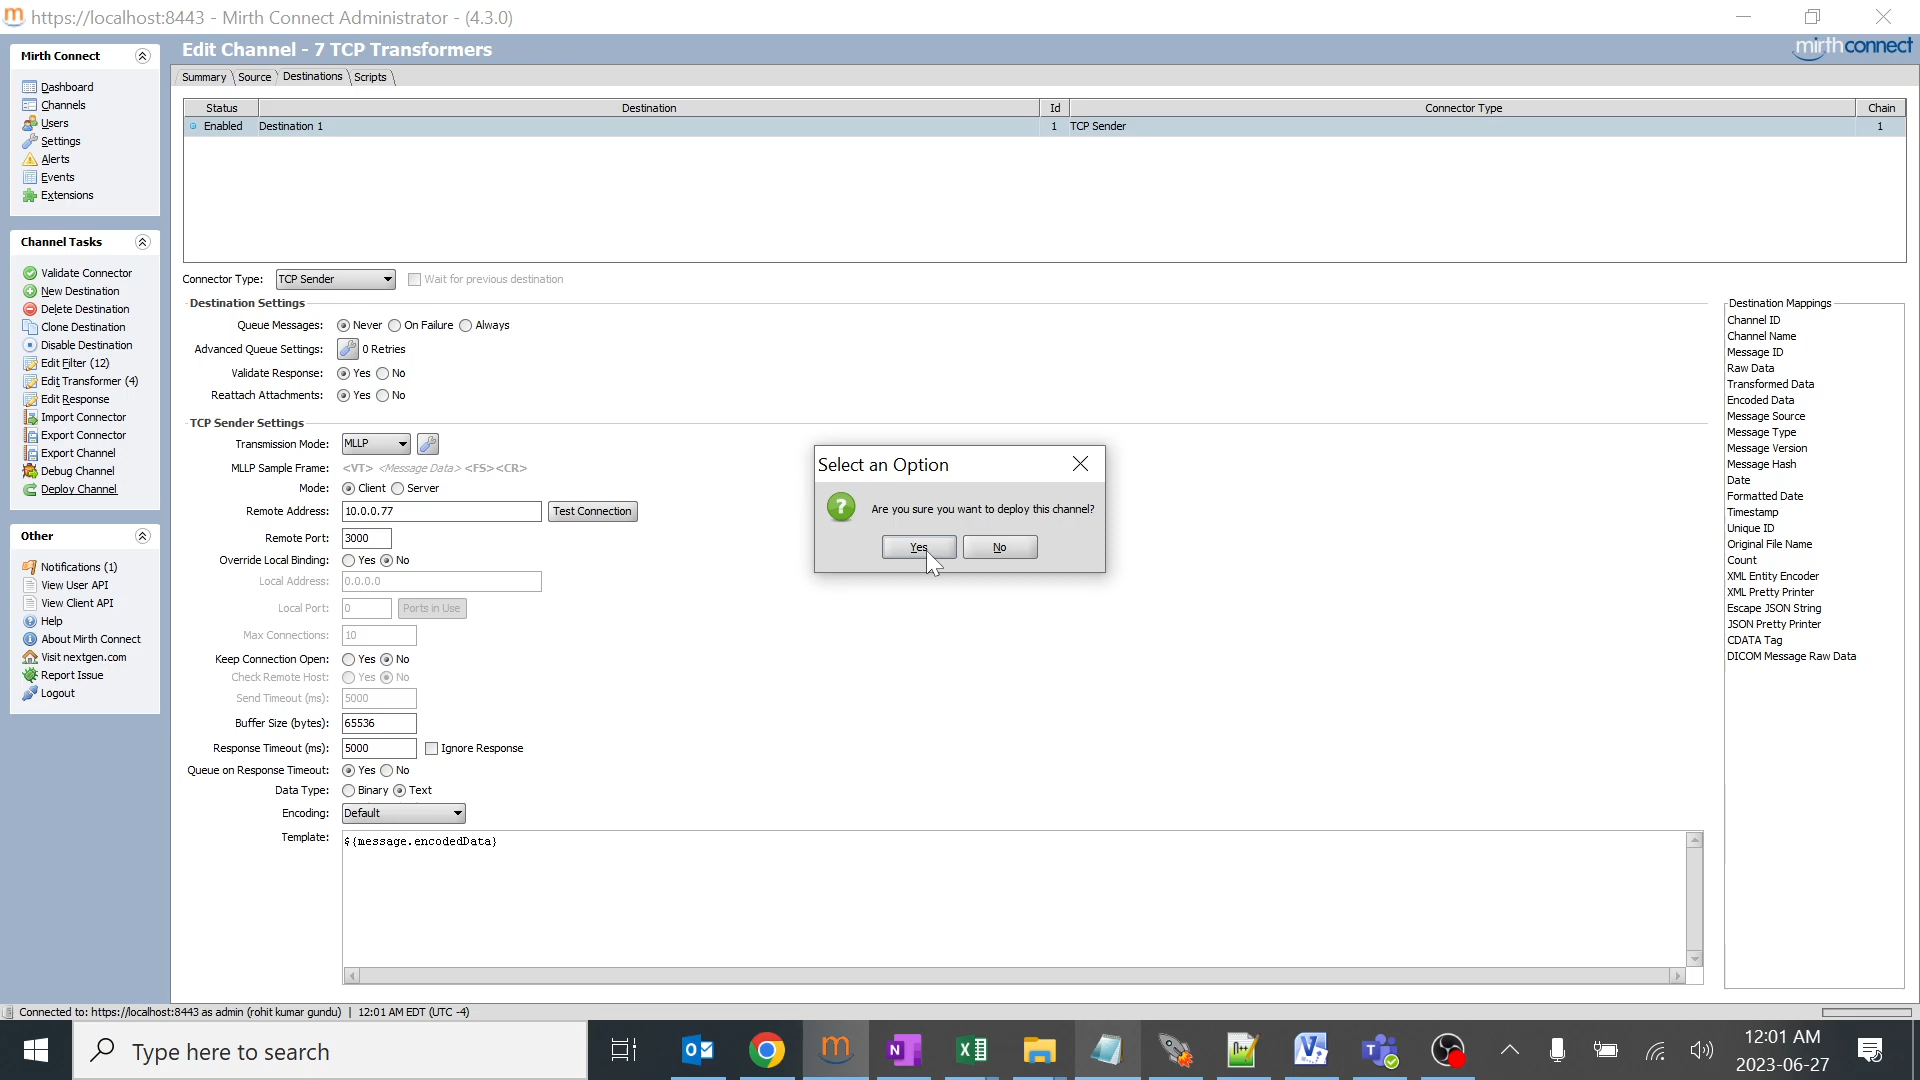 https://localhost:8443 - Mirth Connect Administrator - (4.3.0)
Mirth Connect
Dashboard
Channels
Users
Settings
Alerts
Events
Extensions
Channel Tasks
Validate Connector
New Destination
Delete Destination
Clone Destination
Disable Destination
Edit Filter (12)
Edit Transformer (4)
Edit Response
Import Connector
Export Connector
Export Channel
Debug Channel
Deploy Channel
Other
Notifications (1)
View User API
View Client API
Help
About Mirth Connect
Visit nextgen.com
Report Issue
Logout
Edit Channel - 7 TCP Transformers
mirthconnect
Summary Source Destinations Scripts
Status Destination Id Connector Type Chain
Enabled Destination 1 1 TCP Sender 1
Connector Type: TCP Sender Wait for previous destination
Destination Settings
Queue Messages: Never On Failure Always
Advanced Queue Settings: 0 Retries
Validate Response: Yes No
Reattach Attachments: Yes No
TCP Sender Settings
Transmission Mode: MLLP
MLLP Sample Frame: <VT> <Message Data> <FS><CR>
Mode: Client Server
Remote Address: 10.0.0.77 Test Connection
Remote Port: 3000
Override Local Binding: Yes No
Local Address: 0.0.0.0
Local Port: 0 Ports in Use
Max Connections: 10
Keep Connection Open: Yes No
Check Remote Host: Yes No
Send Timeout (ms): 5000
Buffer Size (bytes): 65536
Response Timeout (ms): 5000 Ignore Response
Queue on Response Timeout: Yes No
Data Type: Binary Text
Encoding: Default
Template: ${message.encodedData}
Select an Option
Are you sure you want to deploy this channel?
Yes No
Destination Mappings
Channel ID
Channel Name
Message ID
Raw Data
Transformed Data
Encoded Data
Message Source
Message Type
Message Version
Message Hash
Date
Formatted Date
Timestamp
Unique ID
Original File Name
Count
XML Entity Encoder
XML Pretty Printer
Escape JSON String
JSON Pretty Printer
CDATA Tag
DICOM Message Raw Data
Connected to: https://localhost:8443 as admin (rohit kumar gundu) | 12:01 AM EDT (UTC -4)
Type here to search
12:01 AM
2023-06-27